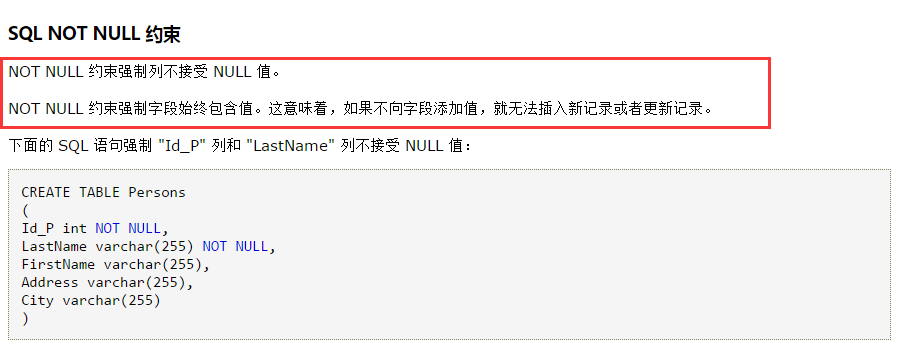 SQL NOT NULL 约束
NOT NULL 约束强制列不接受 NULL 值。
NOT NULL 约束强制字段始终包含值。这意味着，如果不向字段添加值，就无法插入新记录或者更新记录。
下面的 SQL 语句强制 "Id_P" 列和 "LastName" 列不接受 NULL 值：
CREATE TABLE Persons
(
Id_P int NOT NULL,
LastName varchar(255) NOT NULL,
FirstName varchar(255),
Address varchar(255),
City varchar(255)
)